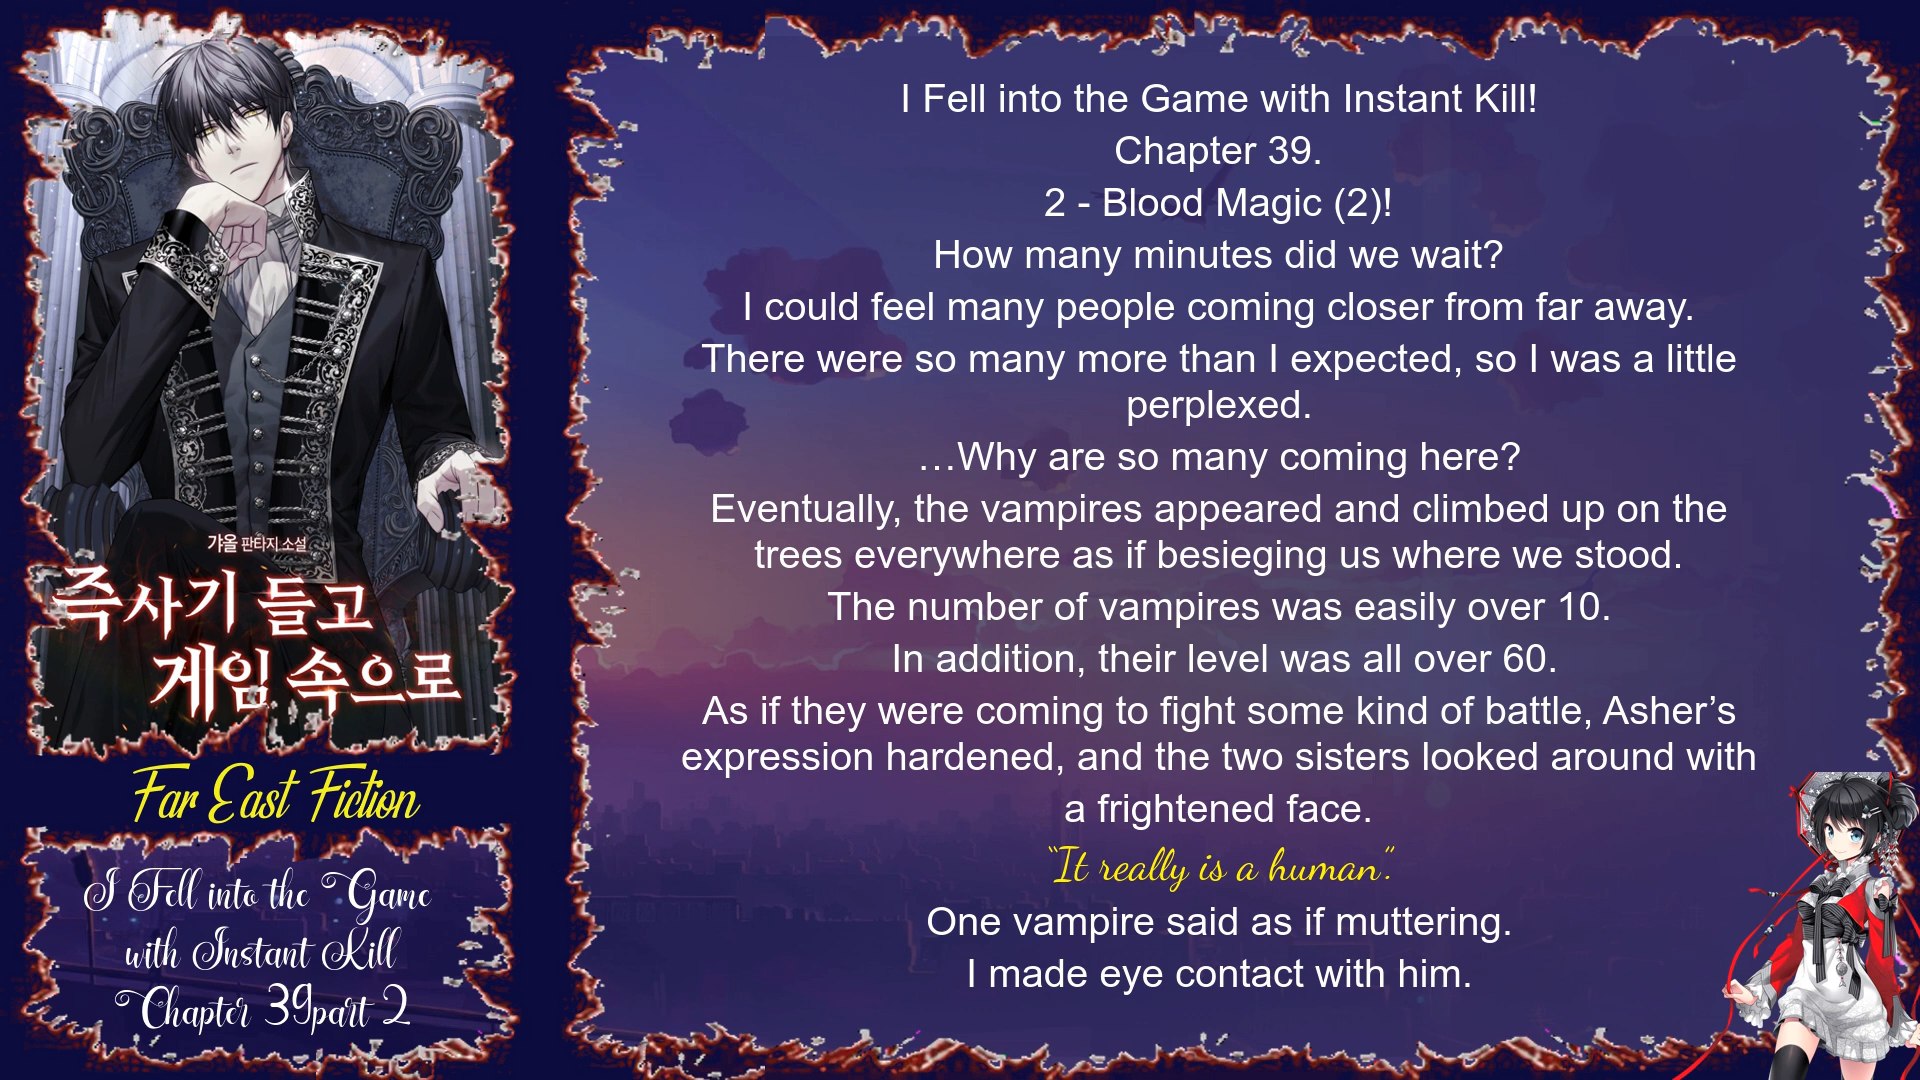 갸올 판타지 소설
즉사기 들고
게임 속으로
Far East Fiction
I Fell into the Game
with Instant Kill
Chapter 39part 2
I Fell into the Game with Instant Kill!
Chapter 39.
2 - Blood Magic (2)!
How many minutes did we wait?
I could feel many people coming closer from far away.
There were so many more than I expected, so I was a little
perplexed.
…Why are so many coming here?
Eventually, the vampires appeared and climbed up on the
trees everywhere as if besieging us where we stood.
The number of vampires was easily over 10.
In addition, their level was all over 60.
As if they were coming to fight some kind of battle, Asher’s
expression hardened, and the two sisters looked around with
a frightened face.
“It really is a human”.
One vampire said as if muttering.
I made eye contact with him.